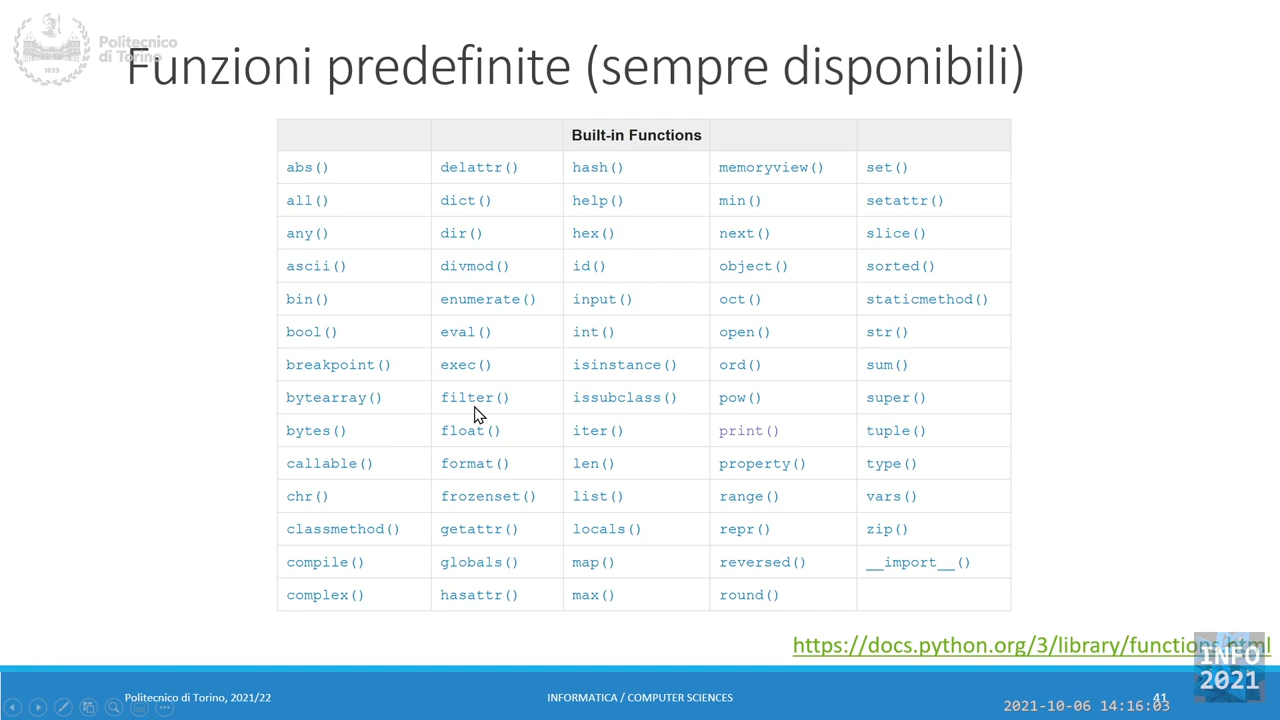 Politecnico
di Torino
1859
Funzioni predefinite (sempre disponibili)
Built-in Functions
abs() delattr() hash() memoryview() set()
all() dict() help() min() setattr()
any() dir() hex() next() slice()
ascii() divmod() id() object() sorted()
bin() enumerate() input() oct() staticmethod()
bool() eval() int() open() str()
breakpoint() exec() isinstance() ord() sum()
bytearray() filter() issubclass() pow() super()
bytes() float() iter() print() tuple()
callable() format() len() property() type()
chr() frozenset() list() range() vars()
classmethod() getattr() locals() repr() zip()
compile() globals() map() reversed() __import__()
complex() hasattr() max() round()
https://docs.python.org/3/library/functions.html
INFO
2021
Politecnico di Torino, 2021/22 INFORMATICA / COMPUTER SCIENCES 41
2021-10-06 14:16:03